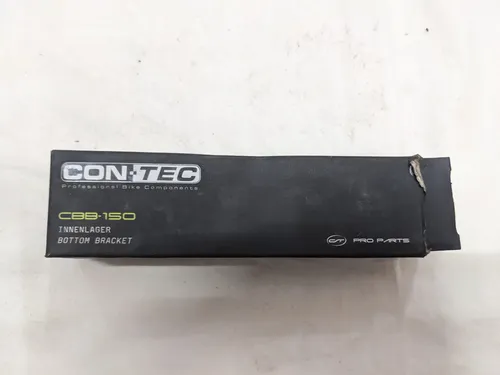 CON-TEC
Professional Bike Components
CBB-150
INNENLAGER
BOTTOM BRACKET
C/T PRO PARTS